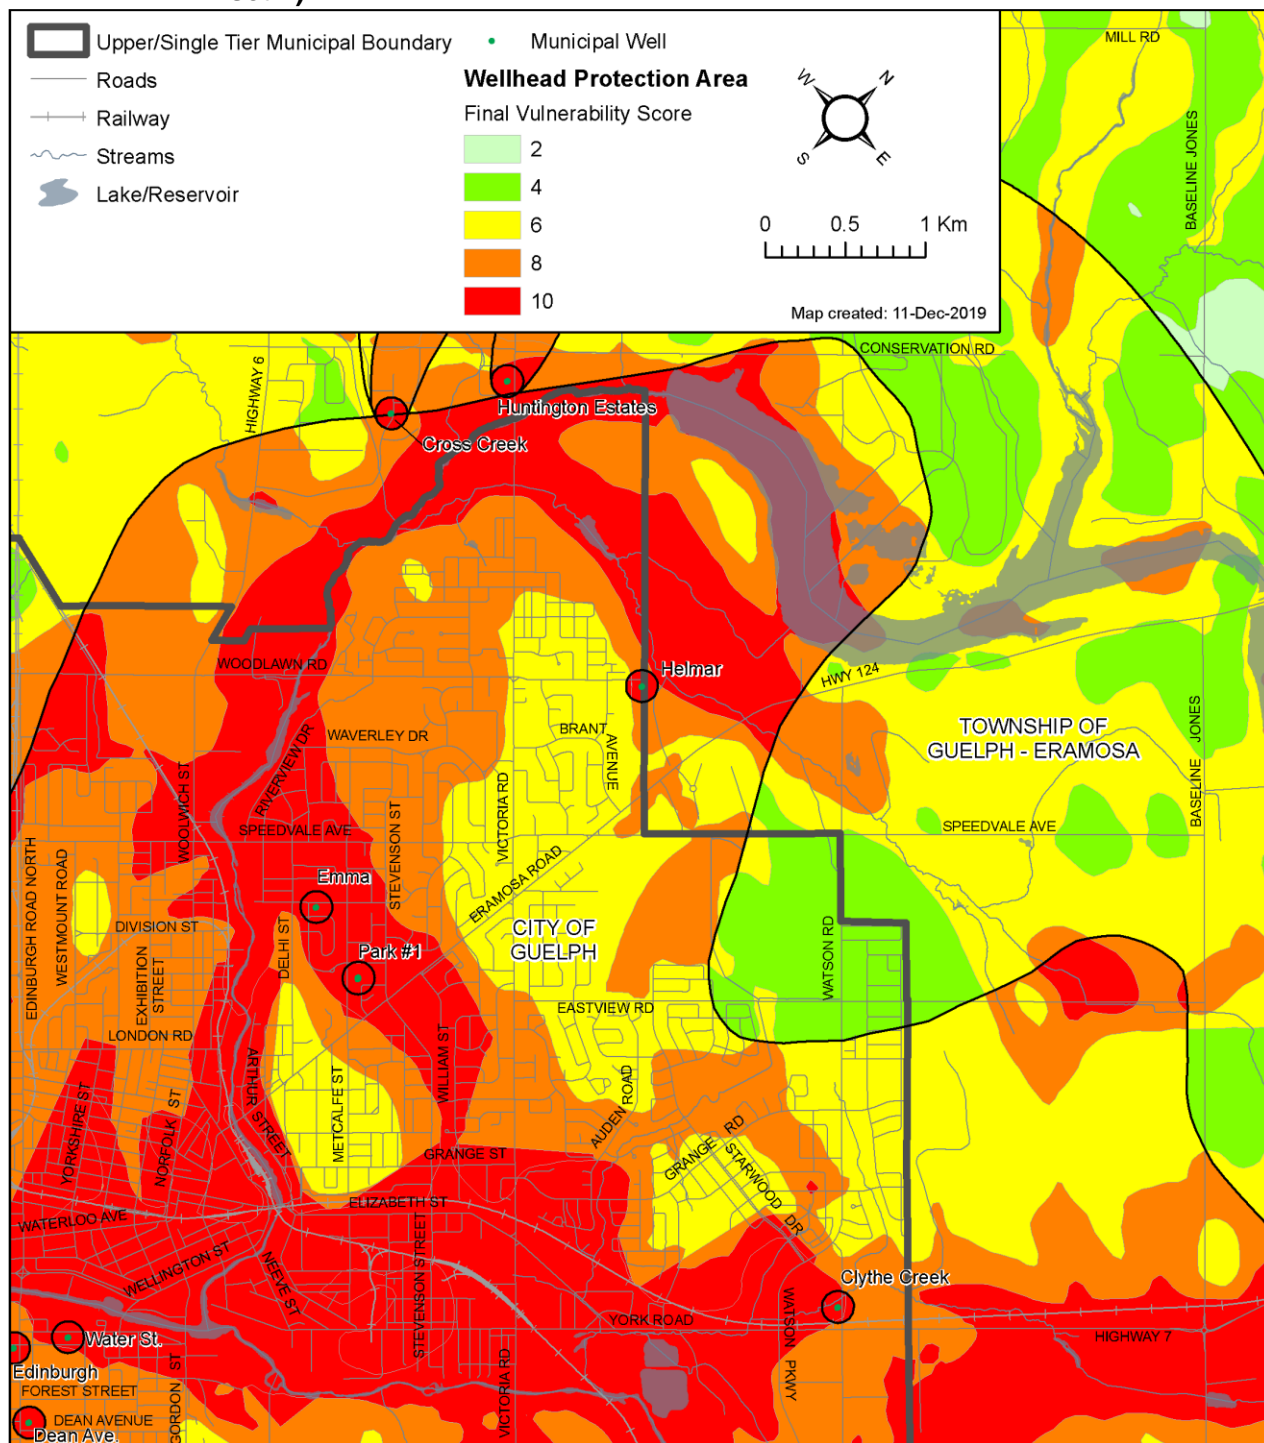 Upper/Single Tier Municipal Boundary
Roads
Railway
Streams
Lake/Reservoir
Municipal Well
Wellhead Protection Area
Final Vulnerability Score
2
4
6
8
10
W
N
S
E
0
0.5
1 Km
Map created: 11-Dec-2019
MILL RD
BASELINE JONES
CONSERVATION RD
HIGHWAY 6
Huntington Estates
Cross Creek
WOODLAWN RD
Helmar
HWY 124
TOWNSHIP OF
GUELPH - ERAMOSA
BASELINE JONES
WAVERLEY DR
BRANT
AVENUE
RIVERVIEW DR
WOOLWICH ST
SPEEDVALE AVE
STEVENSON ST
VICTORIA RD
SPEEDVALE AVE
EDINBURGH ROAD NORTH
WESTMOUNT ROAD
ERAMOSA ROAD
Emma
DIVISION ST
DELHI ST
Park #1
CITY OF
GUELPH
WATSON RD
EXHIBITION
STREET
EASTVIEW RD
LONDON RD
ARTHUR STREET
WILLIAM ST
METCALFE ST
YORKSHIRE ST
NORFOLK ST
AUDEN
ROAD
GRANGE RD
GRANGE ST
STARWOOD DR
ELIZABETH ST
WATERLOO AVE
WELLINGTON ST
NEEVE ST
STEVENSON STREET
Clythe Creek
YORK ROAD
WATSON PKWY
HIGHWAY 7
Water St.
Edinburgh
FOREST STREET
GORDON ST
VICTORIA RD
DEAN AVENUE
Dean Ave.